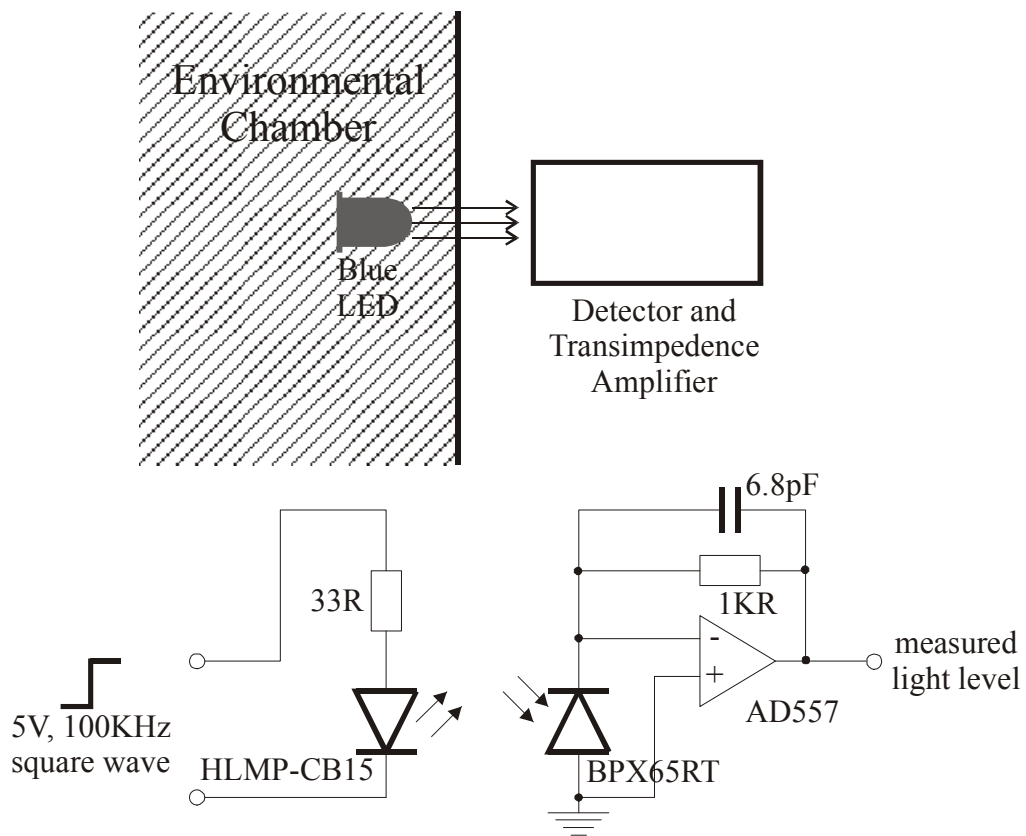 Environmental
Chamber
Blue
LED
Detector and
Transimpedence
Amplifier
6.8pF
33R
1KR
-
+
measured
light level
AD557
5V, 100KHz
square wave
HLMP-CB15
BPX65RT